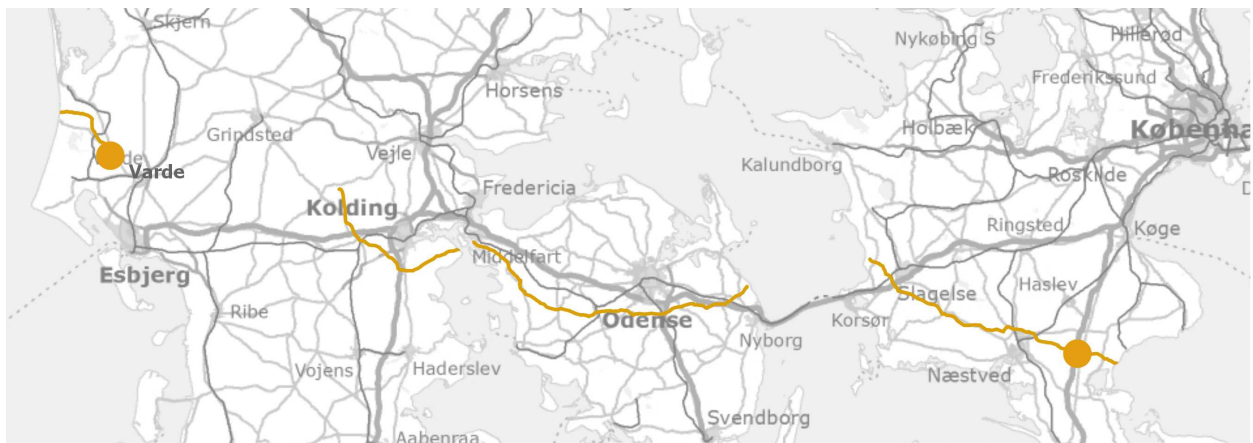 Skjern
Nykøbing S
Hillerød
Horsens
Frederikssund
Grindsted
Holbæk
København
Vejle
Kalundborg
Roskilde
Varde
Fredericia
Kolding
Ringsted
Køge
Middelfart
Esbjerg
Haslev
Slagelse
Ribe
Odense
Korsør
Nyborg
Vojens
Haderslev
Næstved
Svendborg
Aabenraa